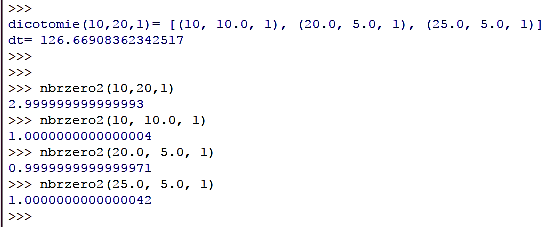 >>>
dicotomie(10,20,1)= [(10, 10.0, 1), (20.0, 5.0, 1), (25.0, 5.0, 1)]
dt= 126.66908362342517
>>>
>>>
>>> nbrzero2(10,20,1)
2.999999999999993
>>> nbrzero2(10, 10.0, 1)
1.0000000000000004
>>> nbrzero2(20.0, 5.0, 1)
0.9999999999999971
>>> nbrzero2(25.0, 5.0, 1)
1.0000000000000042
>>>